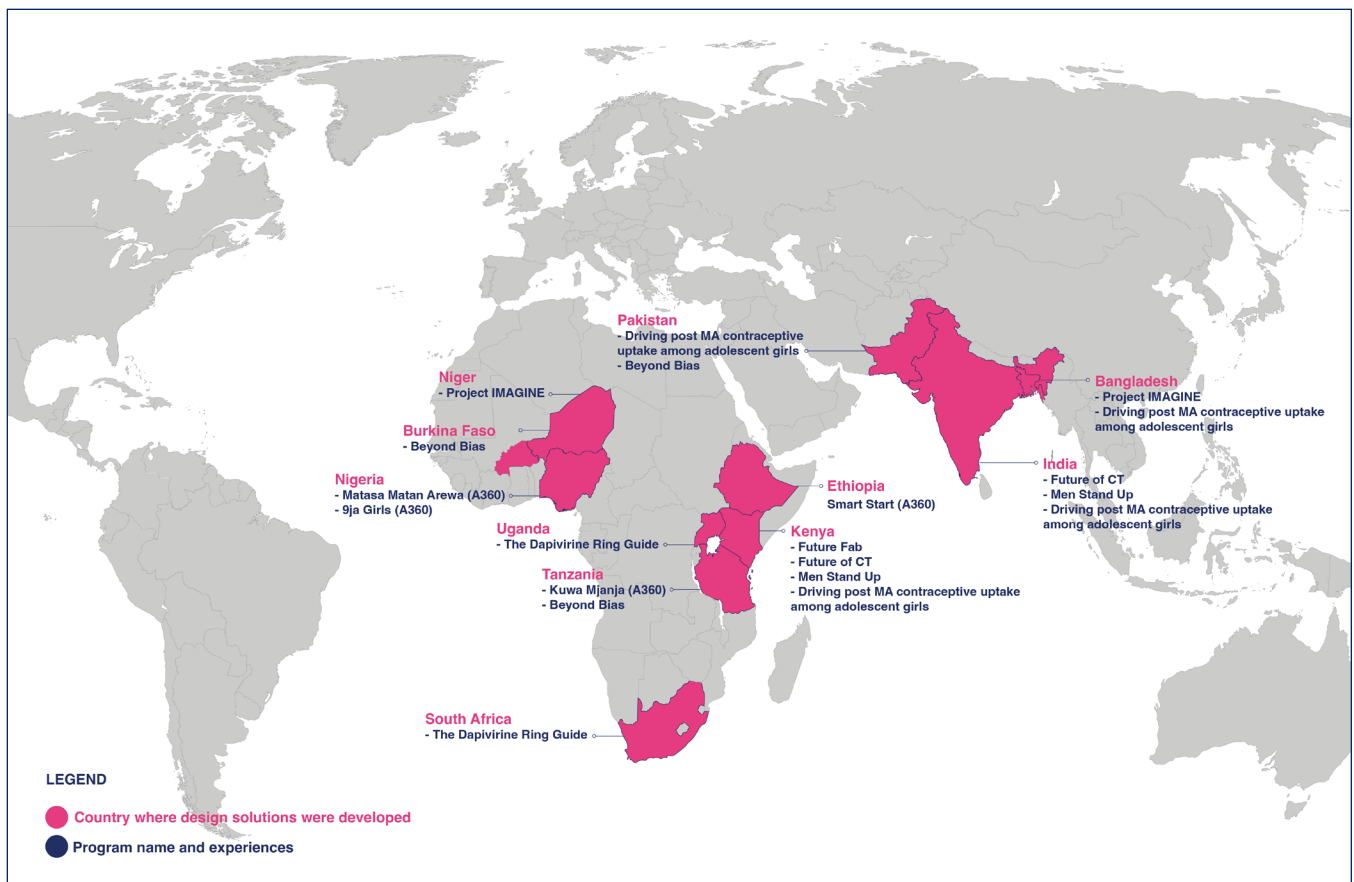 Pakistan
- Driving post MA contraceptive
uptake among adolescent girls
- Beyond Bias
Niger
- Project IMAGINE
Burkina Faso
- Beyond Bias
Nigeria
- Matasa Matan Arewa (A360)
- 9ja Girls (A360)
Uganda
- The Dapivirine Ring Guide
Tanzania
- Kuwa Mjanja (A360)
- Beyond Bias
South Africa
- The Dapivirine Ring Guide
Bangladesh
- Project IMAGINE
- Driving post MA contraceptive uptake
among adolescent girls
India
- Future of CT
- Men Stand Up
- Driving post MA contraceptive uptake
among adolescent girls
Ethiopia
Smart Start (A360)
Kenya
- Future Fab
- Future of CT
- Men Stand Up
- Driving post MA contraceptive uptake
among adolescent girls
LEGEND
Country where design solutions were developed
Program name and experiences